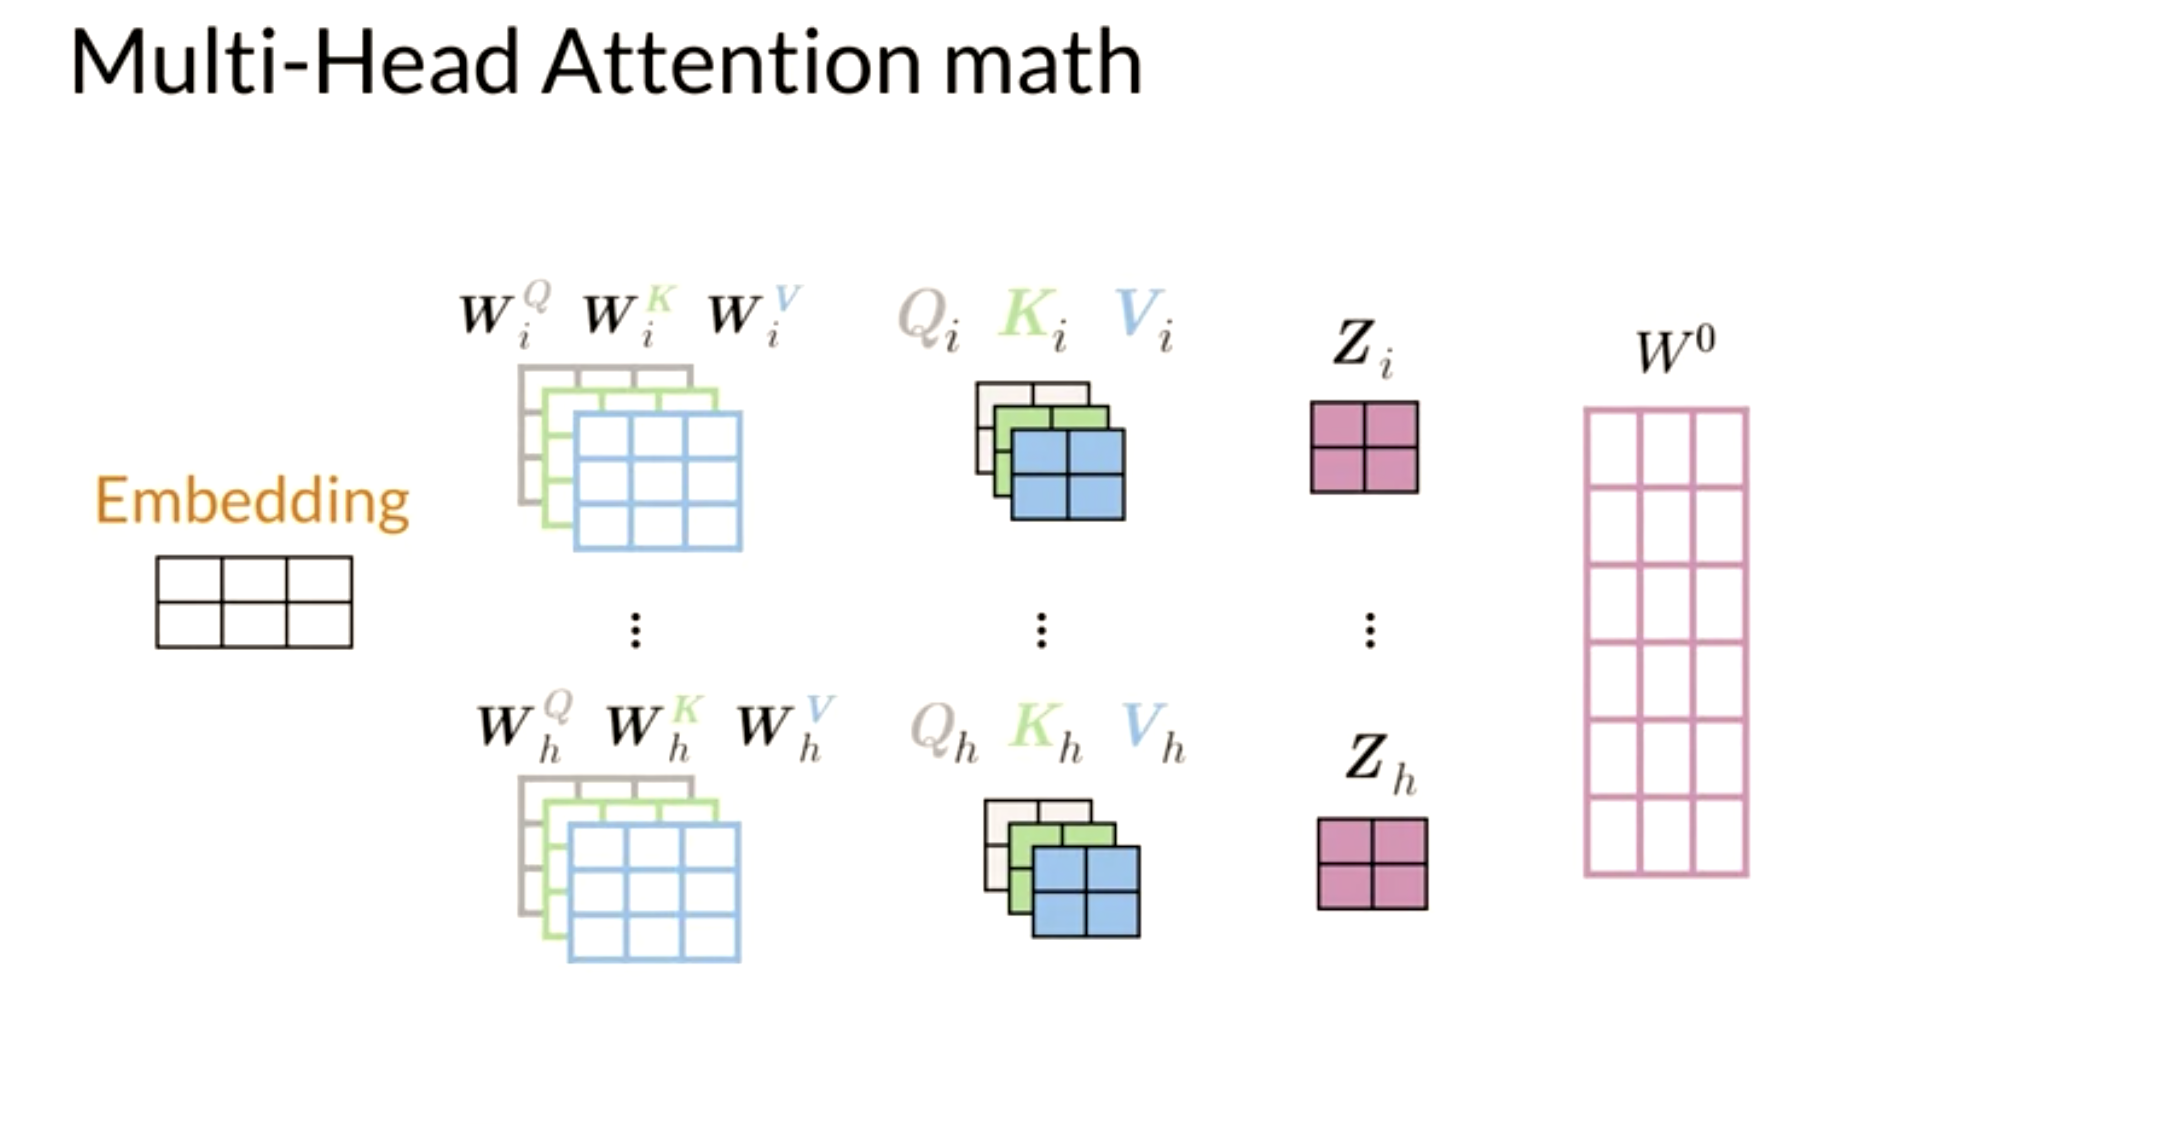 Multi-Head Attention math
W_i^Q W_i^K W_i^V
Q_i K_i V_i
Z_i
W^0
Embedding
⋮ ⋮ ⋮
W_h^Q W_h^K W_h^V
Q_h K_h V_h
Z_h